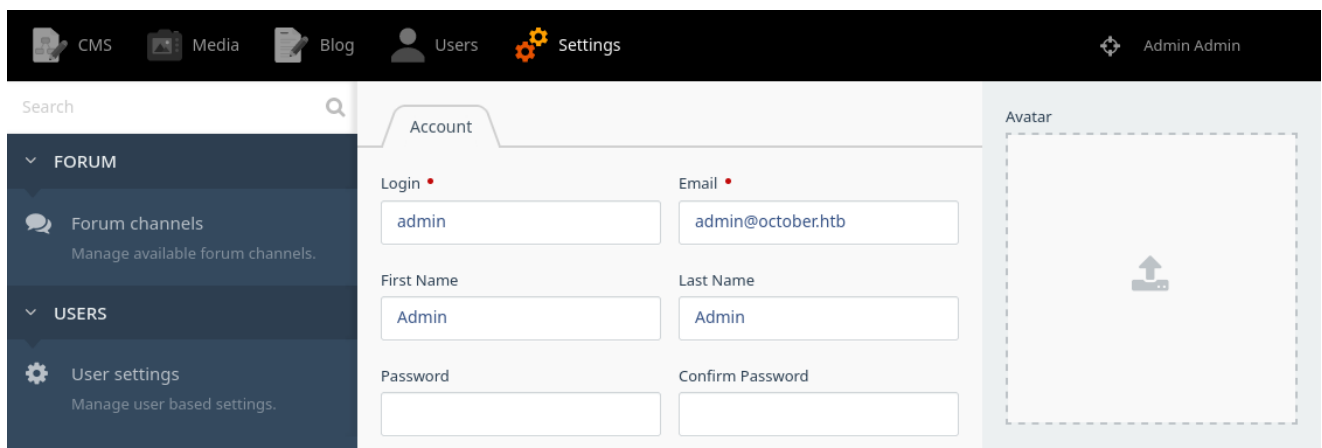 CMS Media Blog Users Settings Admin Admin
Search
FORUM
Forum channels
Manage available forum channels.
USERS
User settings
Manage user based settings.
Account
Login • Email •
admin admin@october.htb
First Name Last Name
Admin Admin
Password Confirm Password
Avatar